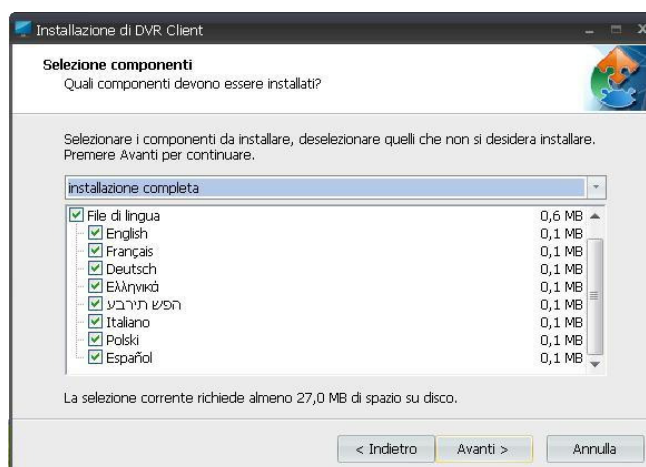 Installazione di DVR Client
Selezione componenti
Quali componenti devono essere installati?
Selezionare i componenti da installare, deselezionare quelli che non si desidera installare.
Premere Avanti per continuare.
installazione completa
File di lingua 0,6 MB
English 0,1 MB
Français 0,1 MB
Deutsch 0,1 MB
Ελληνικά 0,1 MB
הפש תירבע 0,1 MB
Italiano 0,1 MB
Polski 0,1 MB
Español 0,1 MB
La selezione corrente richiede almeno 27,0 MB di spazio su disco.
< Indietro Avanti > Annulla